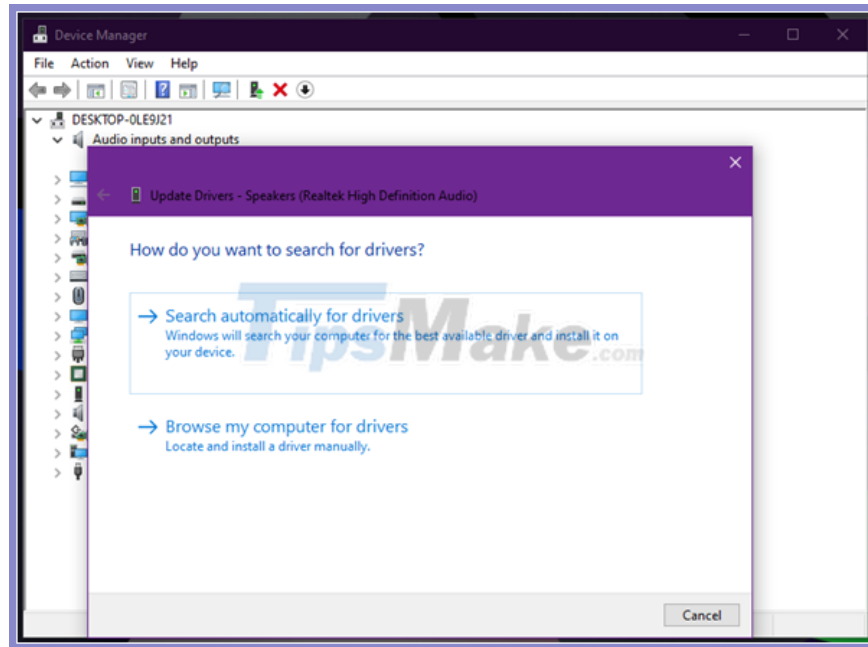 Device Manager
File Action View Help
DESKTOP-0LE9J21
Audio inputs and outputs
Update Drivers - Speakers (Realtek High Definition Audio)
How do you want to search for drivers?
Search automatically for drivers
Windows will search your computer for the best available driver and install it on
your device.
TipsMake.com
Browse my computer for drivers
Locate and install a driver manually.
Cancel